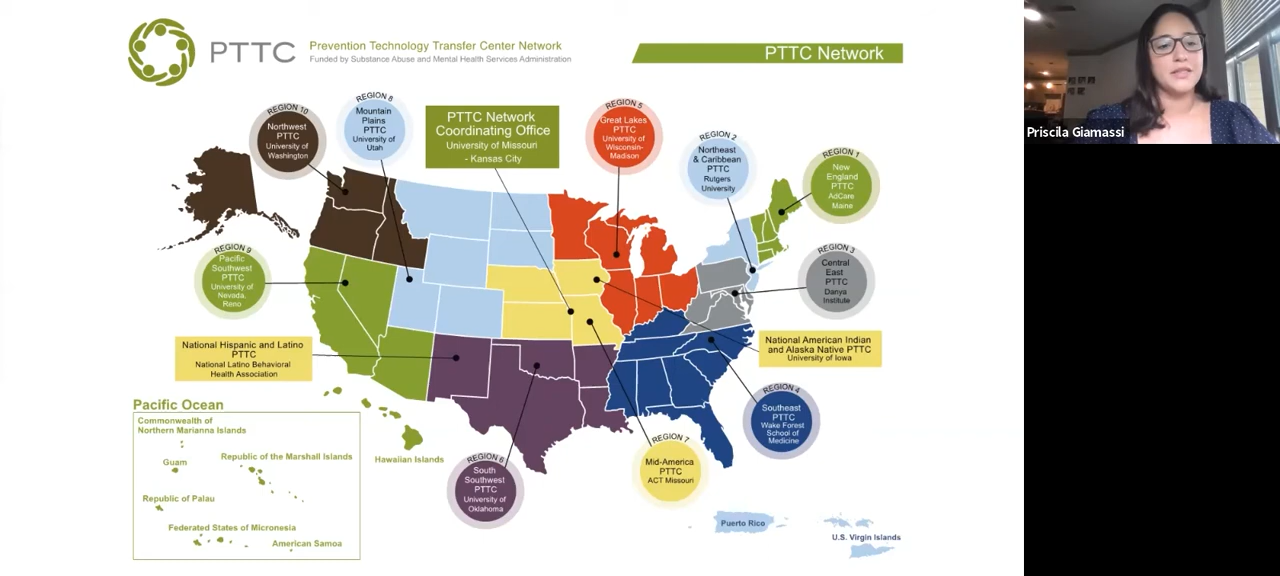 PTTC
Prevention Technology Transfer Center Network
Funded by Substance Abuse and Mental Health Services Administration
PTTC Network
REGION 10
Northwest
PTTC
University of
Washington
REGION 8
Mountain
Plains
PTTC
University of
Utah
PTTC Network
Coordinating Office
University of Missouri
- Kansas City
REGION 5
Great Lakes
PTTC
University of
Wisconsin-
Madison
REGION 2
Northeast
& Caribbean
PTTC
Rutgers
University
REGION 1
New
England
PTTC
AdCare
Maine
Priscila Giamassi
REGION 9
Pacific
Southwest
PTTC
University of
Nevada,
Reno
REGION 3
Central
East
PTTC
Danya
Institute
National Hispanic and Latino
PTTC
National Latino Behavioral
Health Association
National American Indian
and Alaska Native PTTC
University of Iowa
REGION 4
Southeast
PTTC
Wake Forest
School of
Medicine
REGION 7
Mid-America
PTTC
ACT Missouri
REGION 6
South
Southwest
PTTC
University of
Oklahoma
Pacific Ocean
Commonwealth of
Northern Marianna Islands
Guam
Republic of the Marshall Islands
Republic of Palau
Federated States of Micronesia
American Samoa
Hawaiian Islands
Puerto Rico
U.S. Virgin Islands